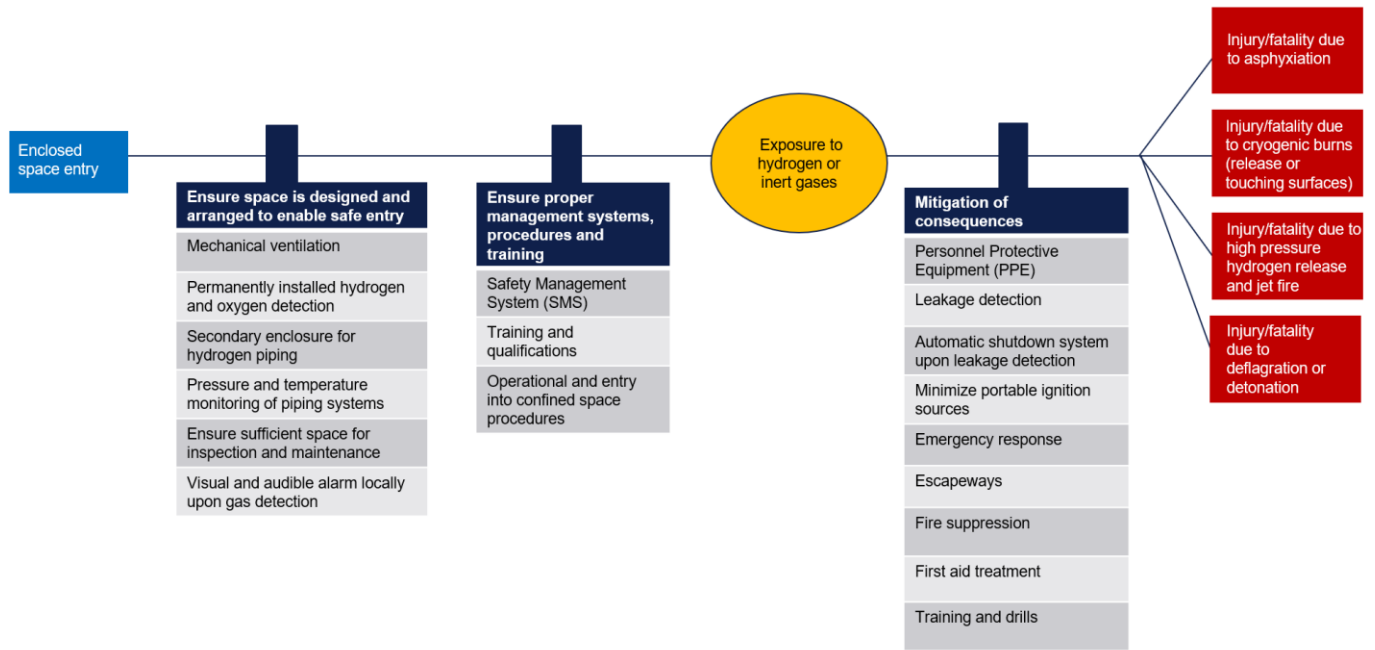 Enclosed
space entry
Ensure space is designed and
arranged to enable safe entry
Mechanical ventilation
Permanently installed hydrogen
and oxygen detection
Secondary enclosure for
hydrogen piping
Pressure and temperature
monitoring of piping systems
Ensure sufficient space for
inspection and maintenance
Visual and audible alarm locally
upon gas detection
Ensure proper
management systems,
procedures and
training
Safety Management
System (SMS)
Training and
qualifications
Operational and entry
into confined space
procedures
Exposure to
hydrogen or
inert gases
Mitigation of
consequences
Personnel Protective
Equipment (PPE)
Leakage detection
Automatic shutdown system
upon leakage detection
Minimize portable ignition
sources
Emergency response
Escapeways
Fire suppression
First aid treatment
Training and drills
Injury/fatality due
to asphyxiation
Injury/fatality due
to cryogenic burns
(release or
touching surfaces)
Injury/fatality due to
high pressure
hydrogen release
and jet fire
Injury/fatality
due to
deflagration or
detonation